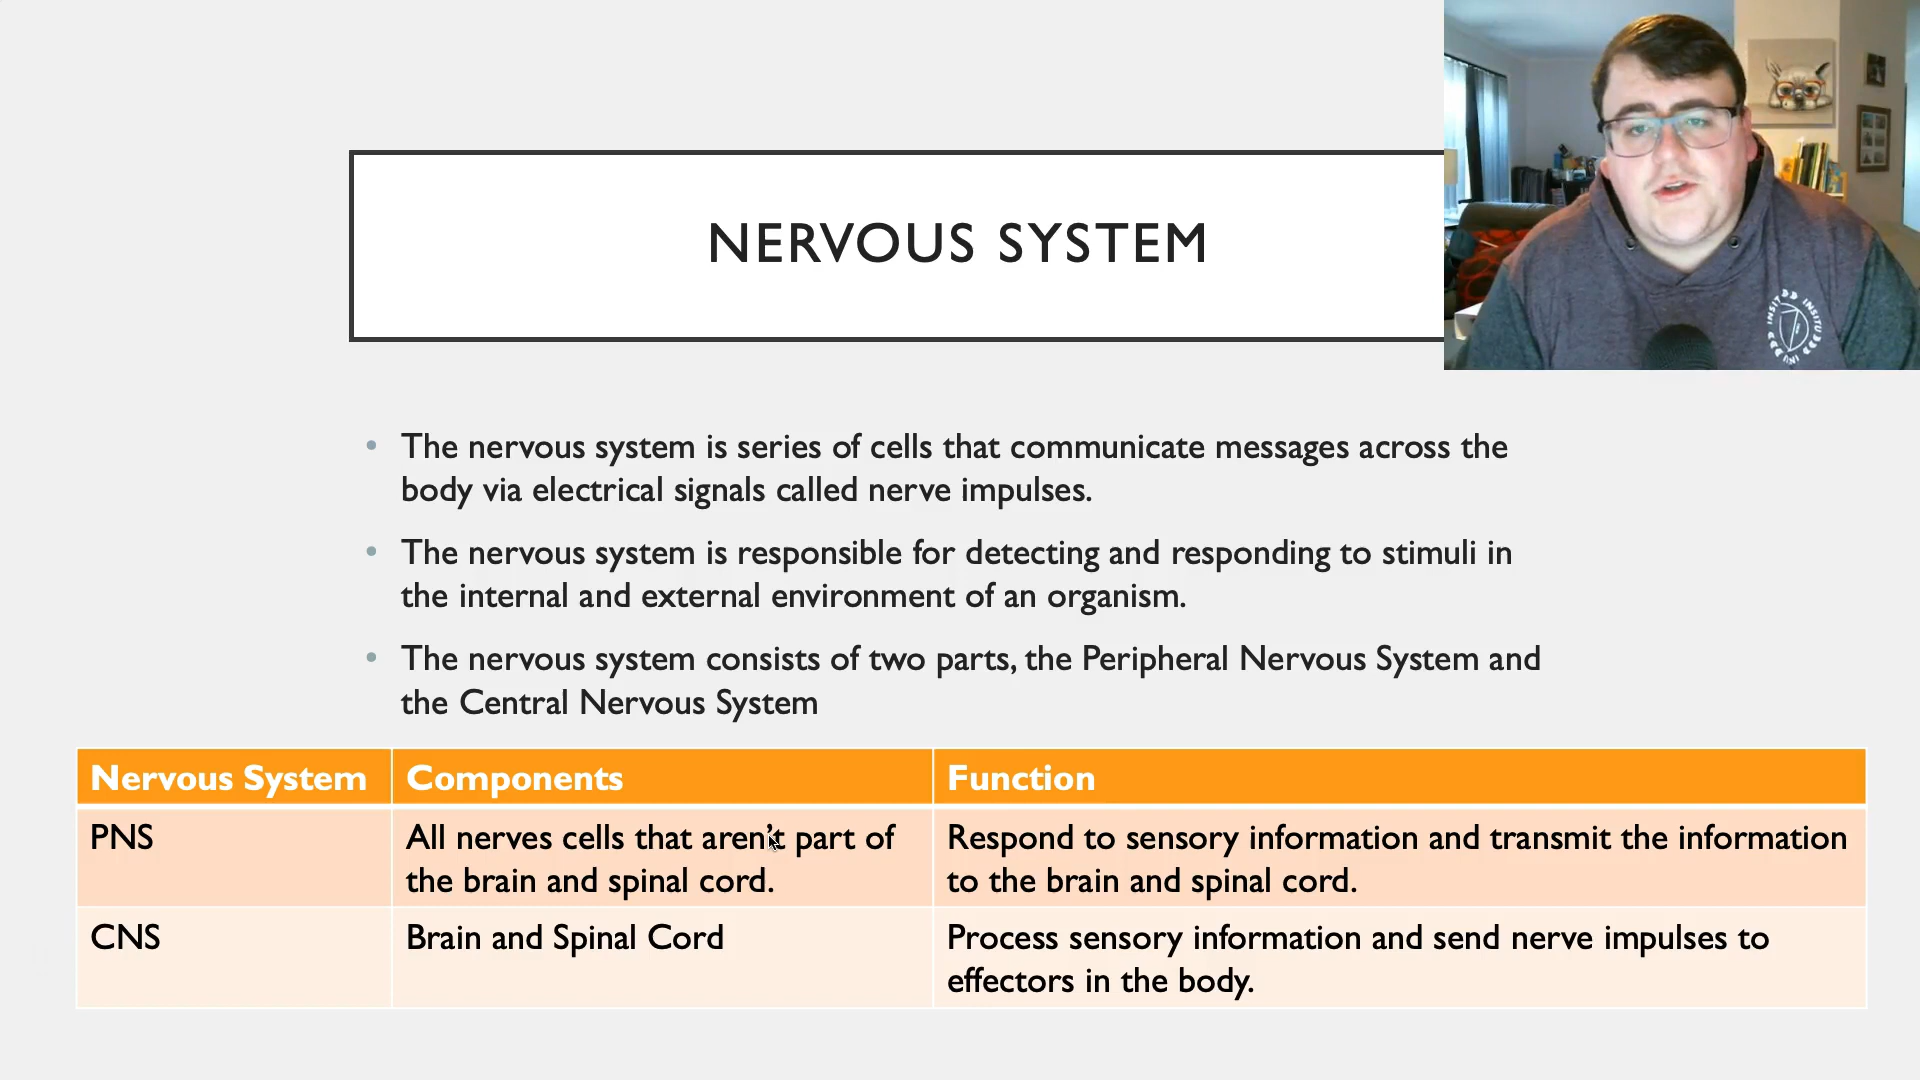 NERVOUS SYSTEM
The nervous system is series of cells that communicate messages across the
body via electrical signals called nerve impulses.
The nervous system is responsible for detecting and responding to stimuli in
the internal and external environment of an organism.
The nervous system consists of two parts, the Peripheral Nervous System and
the Central Nervous System
Nervous System Components Function
PNS
All nerves cells that aren't part of
the brain and spinal cord.
Respond to sensory information and transmit the information
to the brain and spinal cord.
CNS
Brain and Spinal Cord
Process sensory information and send nerve impulses to
effectors in the body.